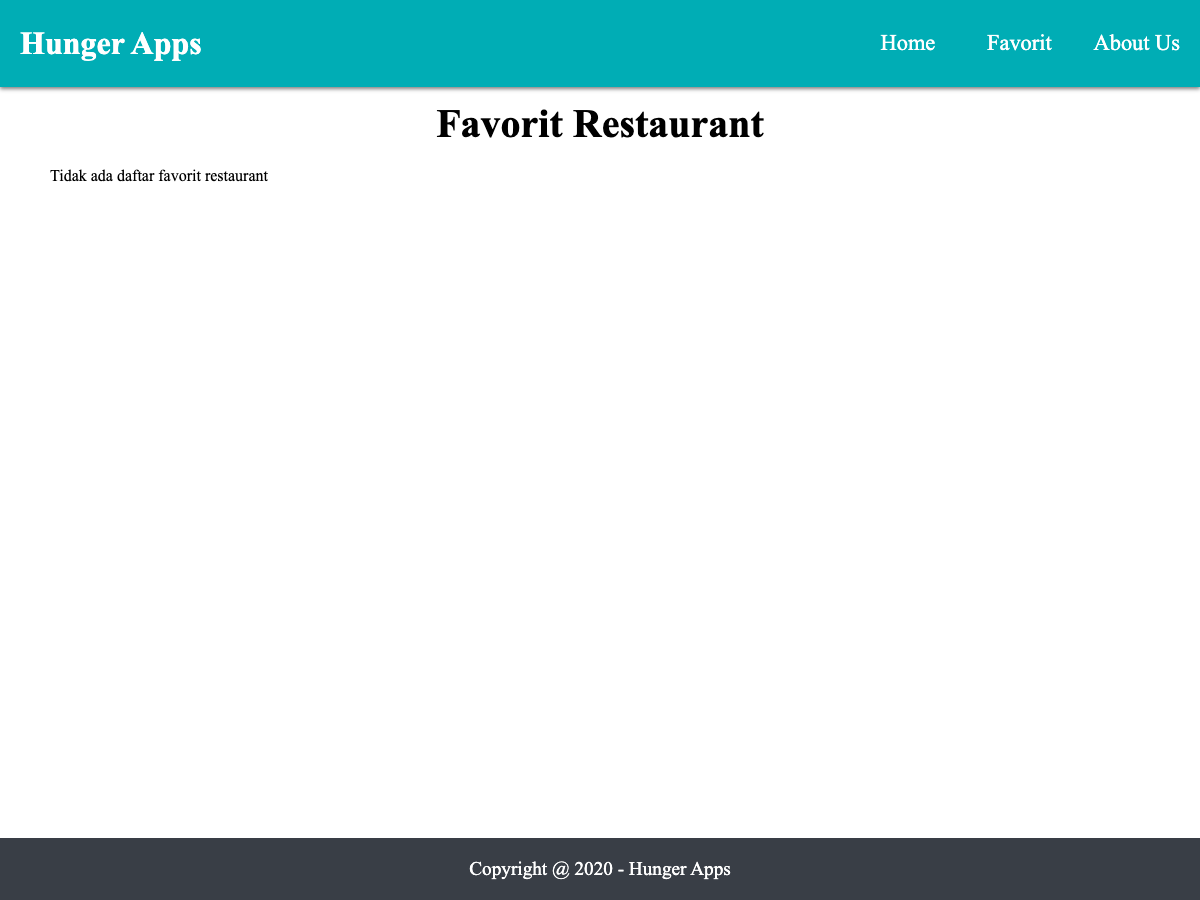 Hunger Apps
Home Favorit About Us
Favorit Restaurant
Tidak ada daftar favorit restaurant
Copyright @ 2020 - Hunger Apps